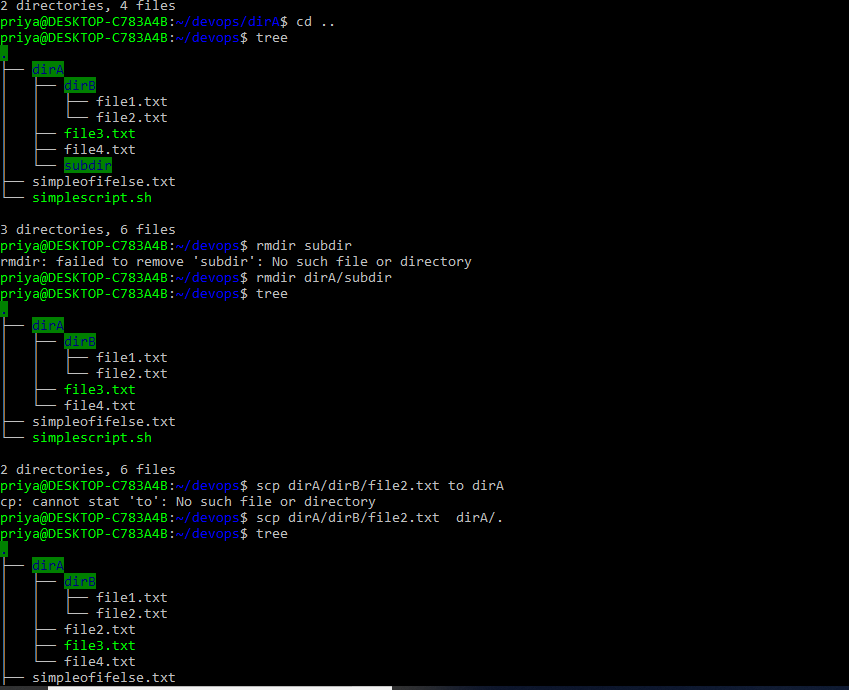 2 directories, 4 files
priya@DESKTOP-C783A4B:~/devops/dirA$ cd ..
priya@DESKTOP-C783A4B:~/devops$ tree
.
├── dirA
│   ├── dirB
│   │   ├── file1.txt
│   │   └── file2.txt
│   ├── file3.txt
│   ├── file4.txt
│   └── subdir
├── simpleofifelse.txt
└── simplescript.sh

3 directories, 6 files
priya@DESKTOP-C783A4B:~/devops$ rmdir subdir
rmdir: failed to remove 'subdir': No such file or directory
priya@DESKTOP-C783A4B:~/devops$ rmdir dirA/subdir
priya@DESKTOP-C783A4B:~/devops$ tree
.
├── dirA
│   ├── dirB
│   │   ├── file1.txt
│   │   └── file2.txt
│   ├── file3.txt
│   └── file4.txt
├── simpleofifelse.txt
└── simplescript.sh

2 directories, 6 files
priya@DESKTOP-C783A4B:~/devops$ scp dirA/dirB/file2.txt to dirA
cp: cannot stat 'to': No such file or directory
priya@DESKTOP-C783A4B:~/devops$ scp dirA/dirB/file2.txt  dirA/.
priya@DESKTOP-C783A4B:~/devops$ tree
.
├── dirA
│   ├── dirB
│   │   ├── file1.txt
│   │   └── file2.txt
│   ├── file2.txt
│   ├── file3.txt
│   └── file4.txt
├── simpleofifelse.txt